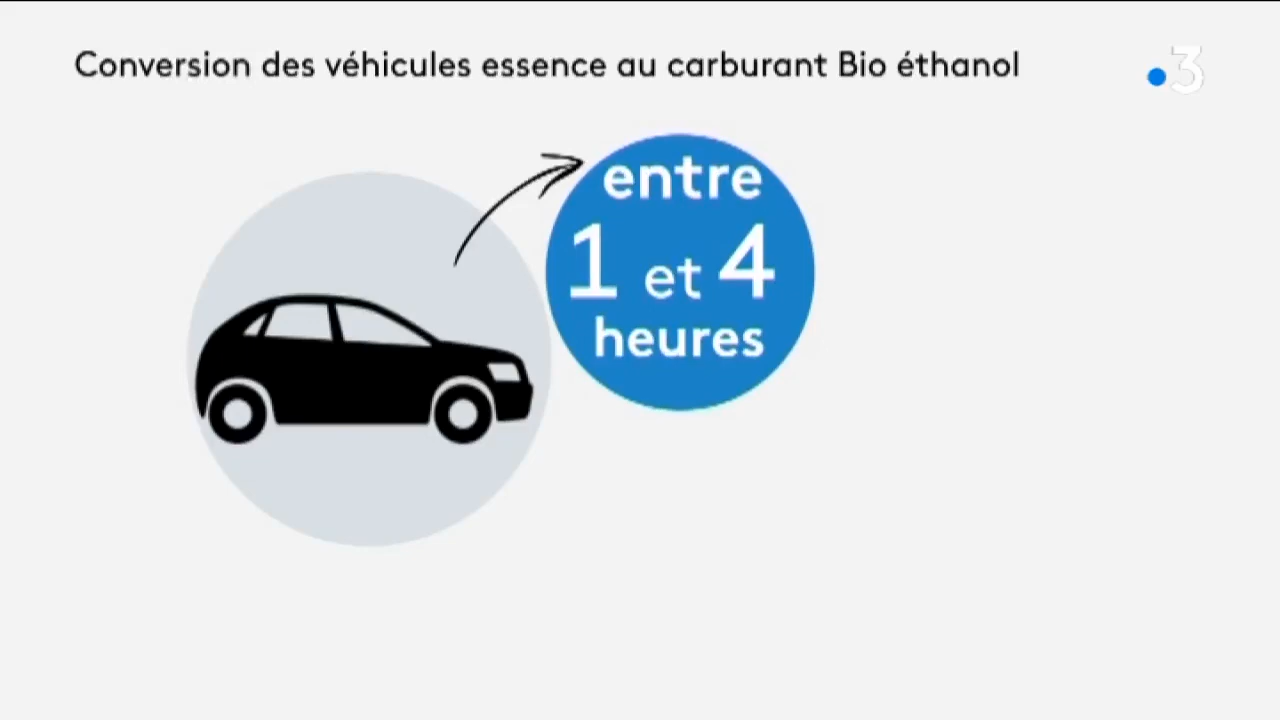 Conversion des véhicules essence au carburant Bio éthanol
3
entre
1 et 4
heures